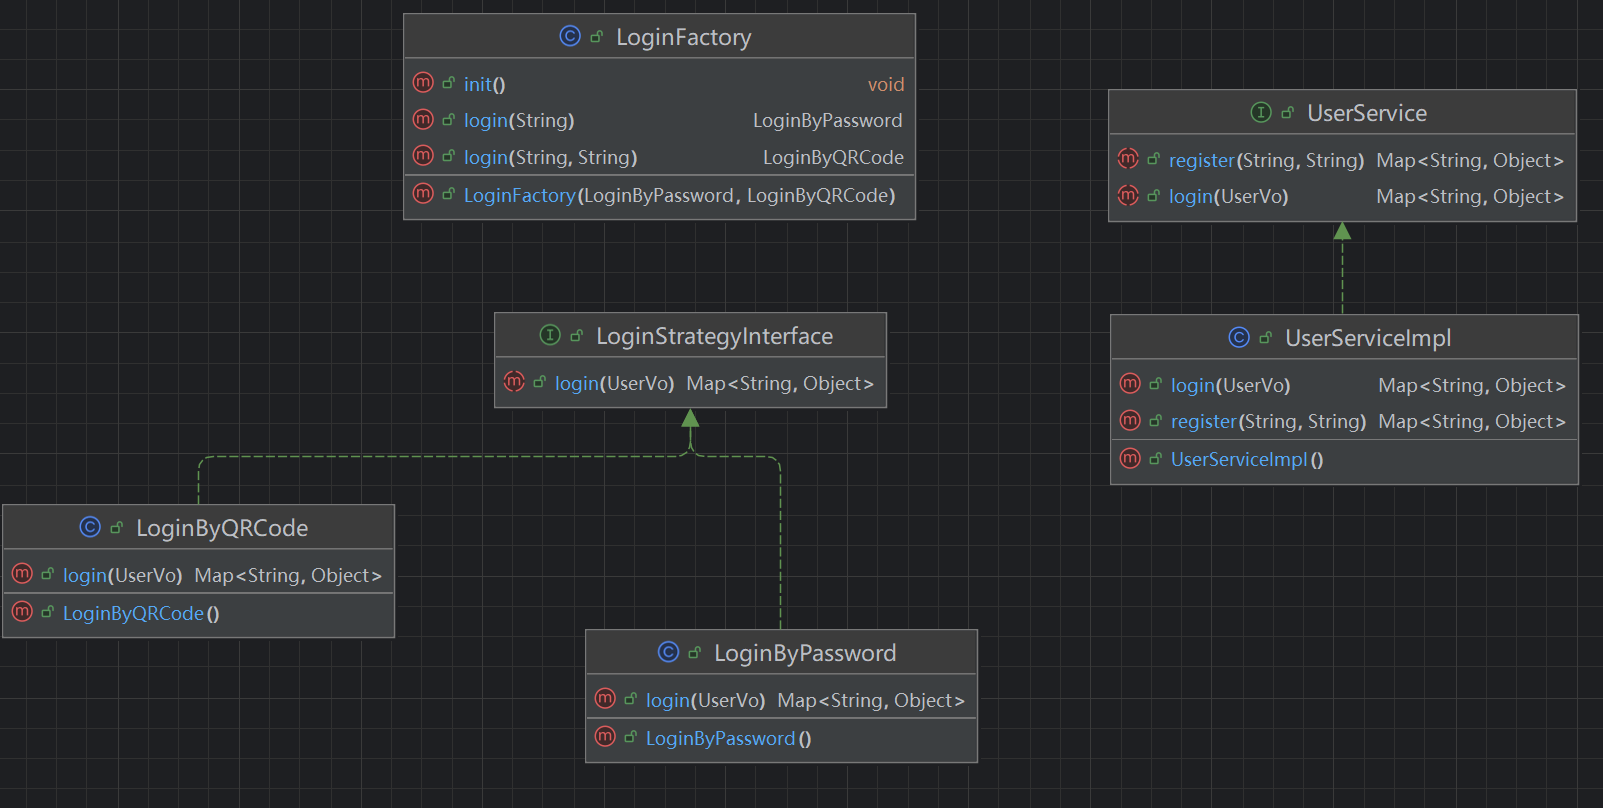 LoginFactory
init() void
login(String) LoginByPassword
login(String, String) LoginByQRCode
LoginFactory(LoginByPassword, LoginByQRCode)
UserService
register(String, String) Map<String, Object>
login(UserVo) Map<String, Object>
LoginStrategyInterface
login(UserVo) Map<String, Object>
UserServiceImpl
login(UserVo) Map<String, Object>
register(String, String) Map<String, Object>
UserServiceImpl()
LoginByQRCode
login(UserVo) Map<String, Object>
LoginByQRCode()
LoginByPassword
login(UserVo) Map<String, Object>
LoginByPassword()